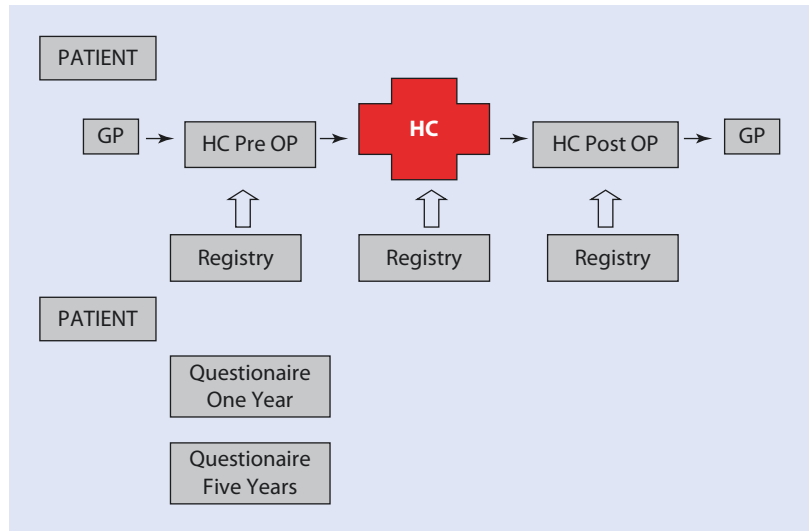 PATIENT
GP
HC Pre OP
HC
HC Post OP
GP
Registry
Registry
Registry
PATIENT
Questionaire
One Year
Questionaire
Five Years